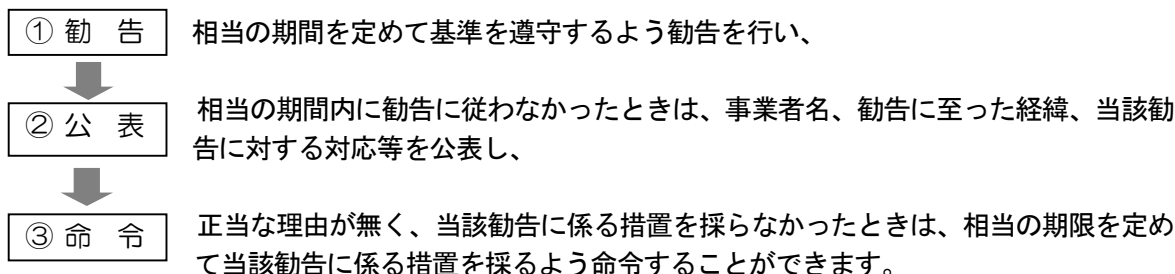 ① 勧 告 相当の期間を定めて基準を遵守するよう勧告を行い、
② 公 表 相当の期間内に勧告に従わなかったときは、事業者名、勧告に至った経緯、当該勧
告に対する対応等を公表し、
③ 命 令 正当な理由が無く、当該勧告に係る措置を採らなかったときは、相当の期限を定め
て当該勧告に係る措置を採るよう命令することができます。